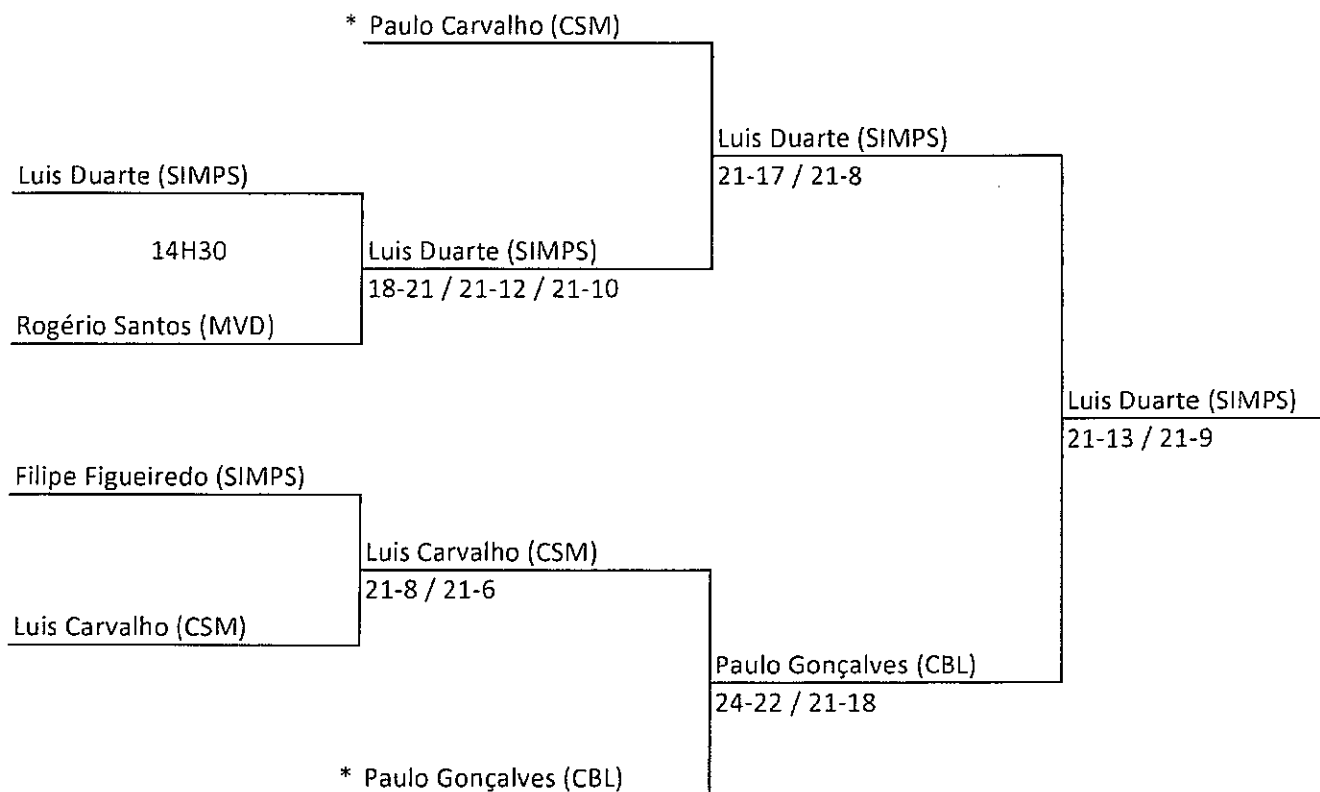 * Paulo Carvalho (CSM)
Luis Duarte (SIMPS)
21-17 / 21-8
Luis Duarte (SIMPS)
14H30
Luis Duarte (SIMPS)
18-21 / 21-12 / 21-10
Rogério Santos (MVD)
Luis Duarte (SIMPS)
21-13 / 21-9
Filipe Figueiredo (SIMPS)
Luis Carvalho (CSM)
21-8 / 21-6
Luis Carvalho (CSM)
Paulo Gonçalves (CBL)
24-22 / 21-18
* Paulo Gonçalves (CBL)